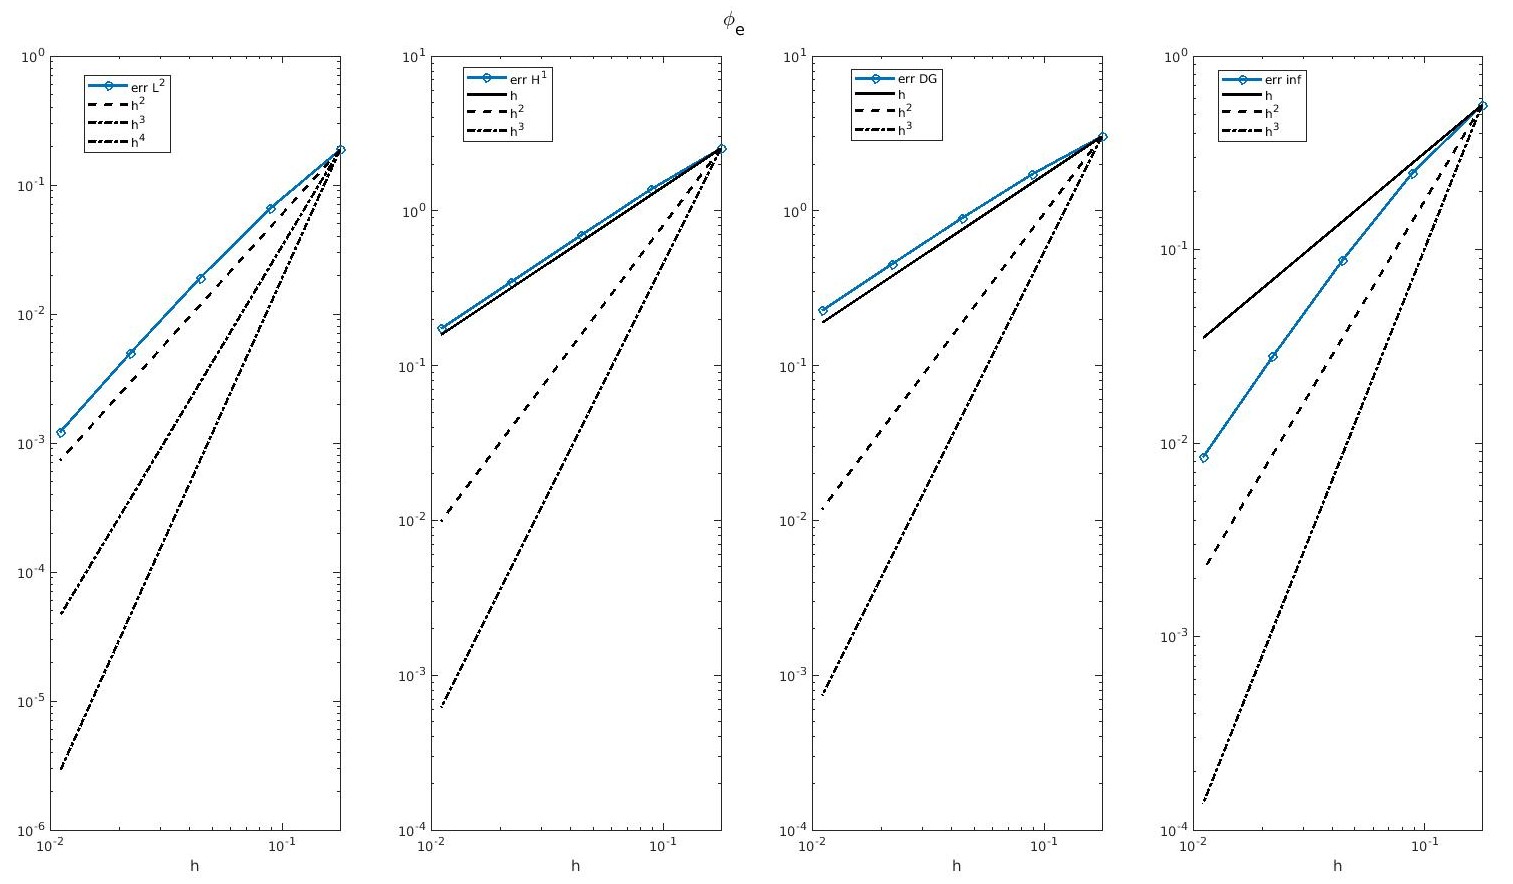 ϕₑ
10⁰
10⁻¹
10⁻²
10⁻³
10⁻⁴
10⁻⁵
10⁻⁶
err L²
h²
h³
h⁴
10⁻² 10⁻¹
h
10¹
10⁰
10⁻¹
10⁻²
10⁻³
10⁻⁴
err H¹
h
h²
h³
10⁻² 10⁻¹
h
10¹
10⁰
10⁻¹
10⁻²
10⁻³
10⁻⁴
err DG
h
h²
h³
10⁻² 10⁻¹
h
10⁰
10⁻¹
10⁻²
10⁻³
10⁻⁴
err inf
h
h²
h³
10⁻² 10⁻¹
h